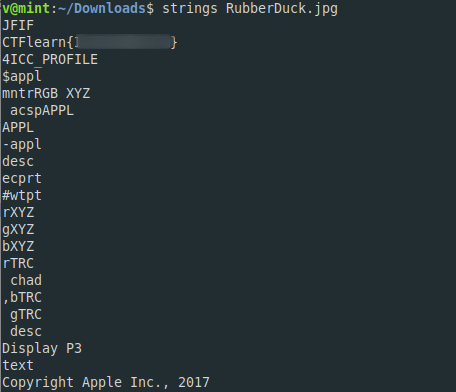 v@mint:~/Downloads$ strings RubberDuck.jpg
JFIF
CTFlearn{ }
4ICC_PROFILE
$appl
mntrRGB XYZ
 acspAPPL
APPL
-appl
desc
ecprt
#wtpt
rXYZ
gXYZ
bXYZ
rTRC
 chad
,bTRC
 gTRC
 desc
Display P3
text
Copyright Apple Inc., 2017